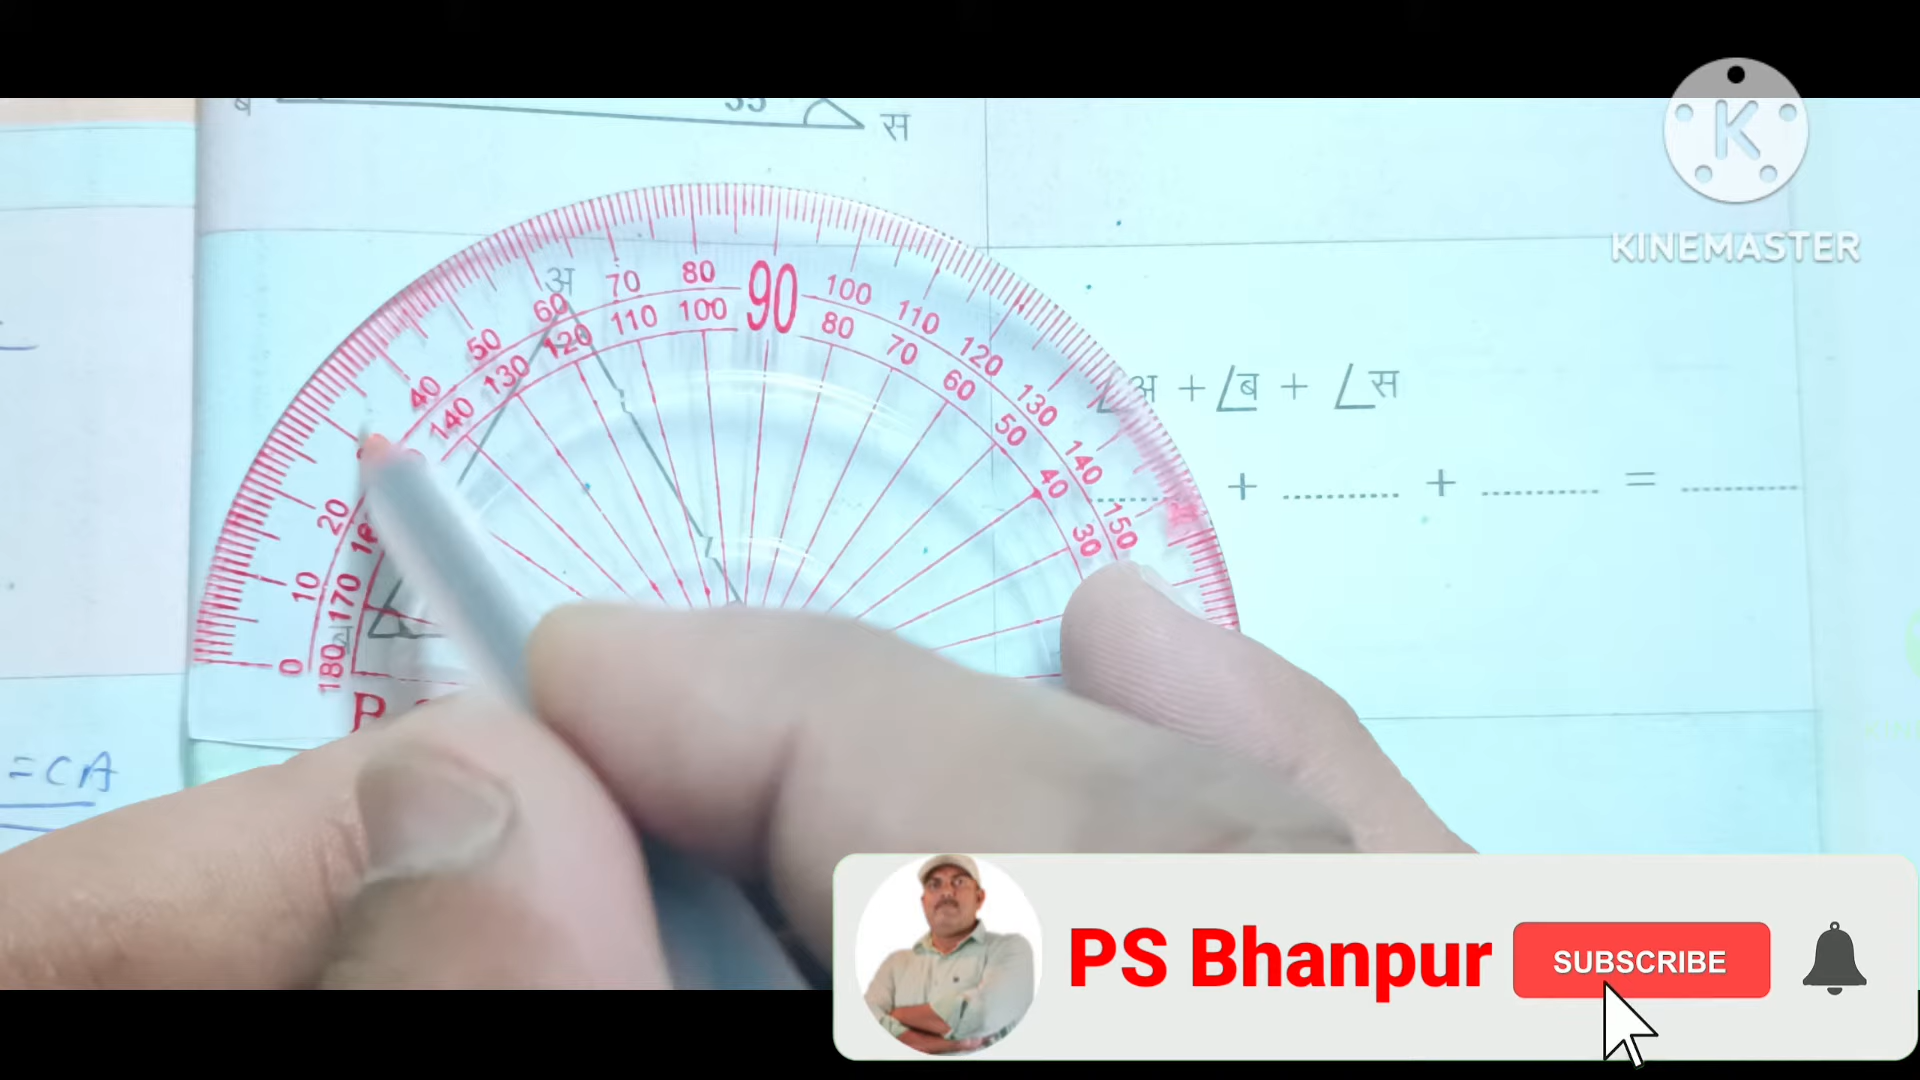 ब 55 स
KINEMASTER
अ
70 80 90 100 110 120 130 140 150
60 50 40 20 10 0
120 110 100 80 70 60 50 40 30
130 140 170 180
∠अ + ∠ब + ∠स
............ + ............ + ............ = ............
ब
= CA
PS Bhanpur
SUBSCRIBE